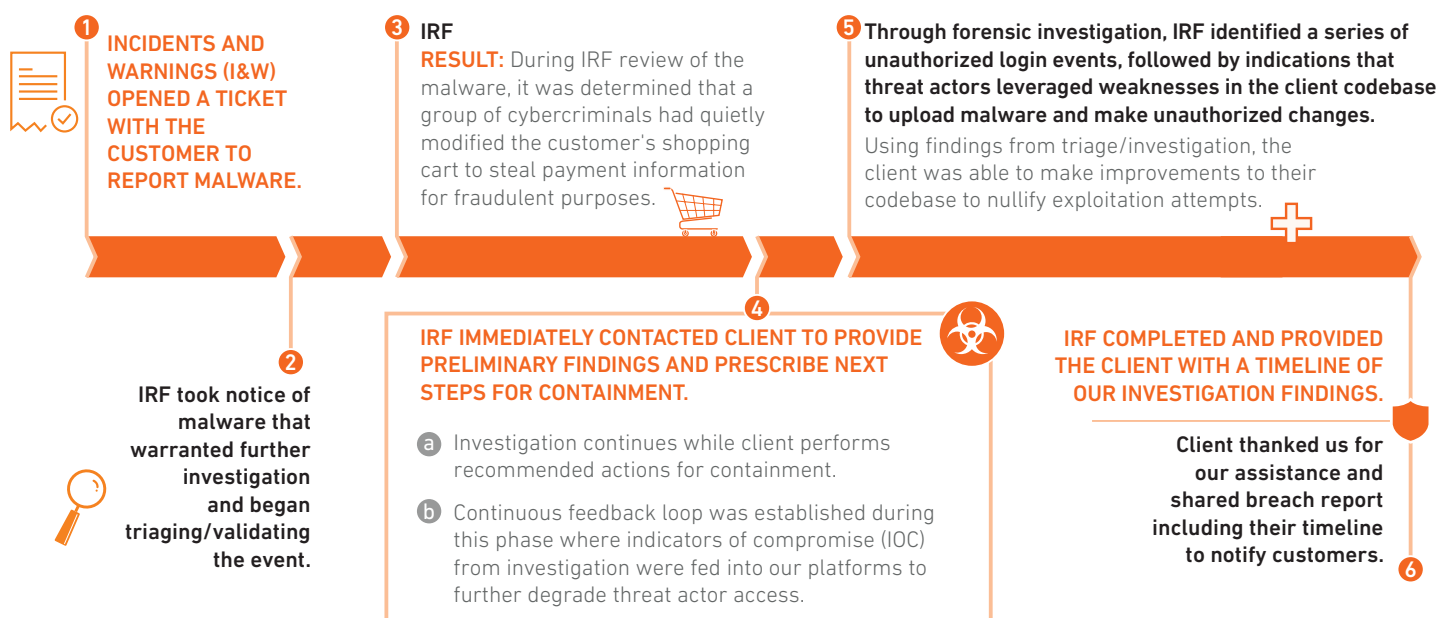 1
INCIDENTS AND
WARNINGS (I&W)
OPENED A TICKET
WITH THE
CUSTOMER TO
REPORT MALWARE.
2
IRF took notice of
malware that
warranted further
investigation
and began
triaging/validating
the event.
3
IRF
RESULT: During IRF review of the
malware, it was determined that a
group of cybercriminals had quietly
modified the customer's shopping
cart to steal payment information
for fraudulent purposes.
4
IRF IMMEDIATELY CONTACTED CLIENT TO PROVIDE
PRELIMINARY FINDINGS AND PRESCRIBE NEXT
STEPS FOR CONTAINMENT.
a Investigation continues while client performs
recommended actions for containment.
b Continuous feedback loop was established during
this phase where indicators of compromise (IOC)
from investigation were fed into our platforms to
further degrade threat actor access.
5
Through forensic investigation, IRF identified a series of
unauthorized login events, followed by indications that
threat actors leveraged weaknesses in the client codebase
to upload malware and make unauthorized changes.
Using findings from triage/investigation, the
client was able to make improvements to their
codebase to nullify exploitation attempts.
IRF COMPLETED AND PROVIDED
THE CLIENT WITH A TIMELINE OF
OUR INVESTIGATION FINDINGS.
Client thanked us for
our assistance and
shared breach report
including their timeline
to notify customers.
6